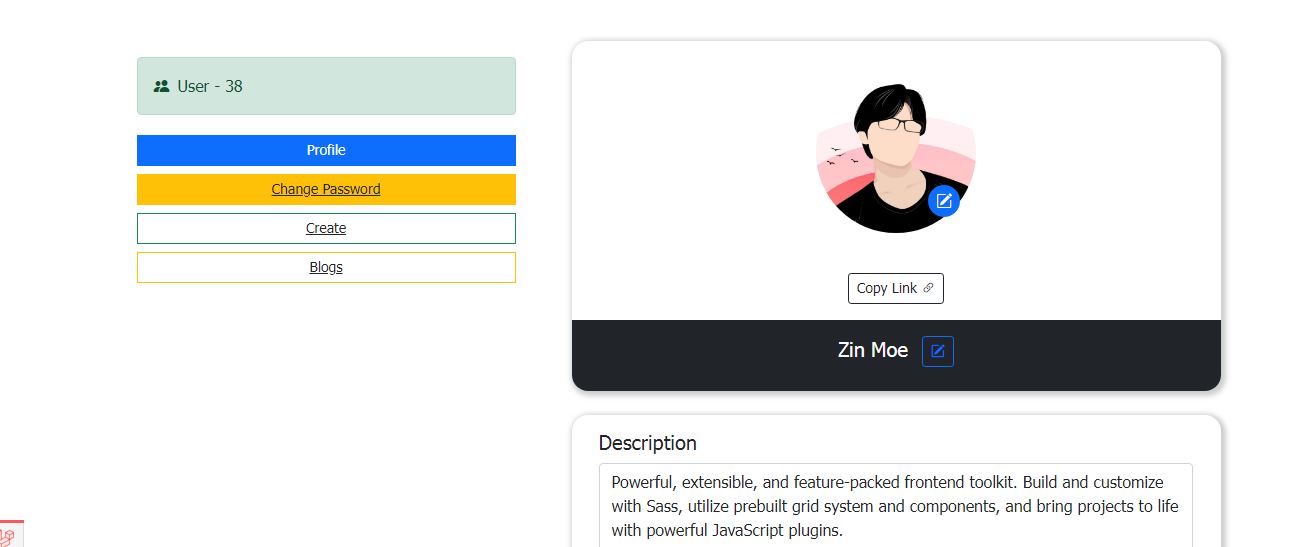 User - 38
Profile
Change Password
Create
Blogs
Copy Link
Zin Moe
Description
Powerful, extensible, and feature-packed frontend toolkit. Build and customize
with Sass, utilize prebuilt grid system and components, and bring projects to life
with powerful JavaScript plugins.